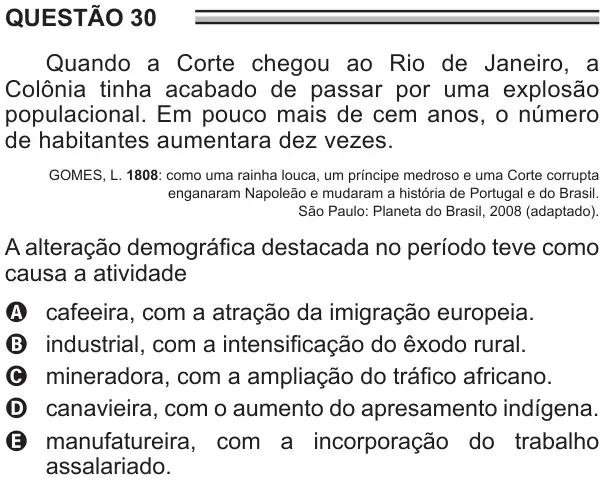 QUESTÃO 30
Quando a Corte chegou ao Rio de Janeiro, a
Colônia tinha acabado de passar por uma explosão
populacional. Em pouco mais de cem anos, o número
de habitantes aumentara dez vezes.
GOMES, L. 1808: como uma rainha louca, um príncipe medroso e uma Corte corrupta
enganaram Napoleão e mudaram a história de Portugal e do Brasil.
São Paulo: Planeta do Brasil, 2008 (adaptado).
A alteração demográfica destacada no período teve como
causa a atividade
A cafeeira, com a atração da imigração europeia.
B industrial, com a intensificação do êxodo rural.
C mineradora, com a ampliação do tráfico africano.
D canavieira, com o aumento do apresamento indígena.
E manufatureira, com a incorporação do trabalho
assalariado.